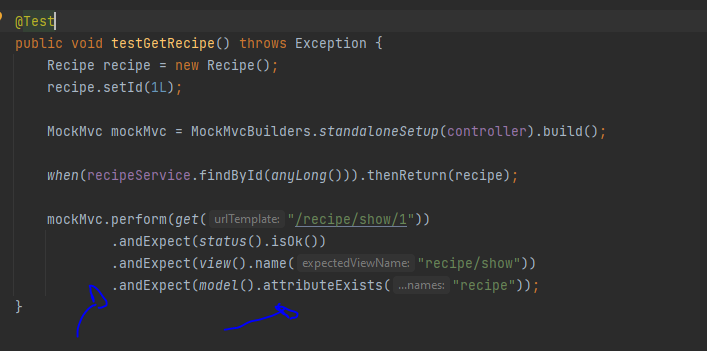 @Test
public void testGetRecipe() throws Exception {
Recipe recipe = new Recipe();
recipe.setId(1L);
MockMvc mockMvc = MockMvcBuilders.standaloneSetup(controller).build();
when(recipeService.findById(anyLong())).thenReturn(recipe);
mockMvc.perform(get( urlTemplate: "/recipe/show/1"))
.andExpect(status().isOk())
.andExpect(view().name( expectedViewName: "recipe/show"))
.andExpect(model().attributeExists( ...names: "recipe"));
}